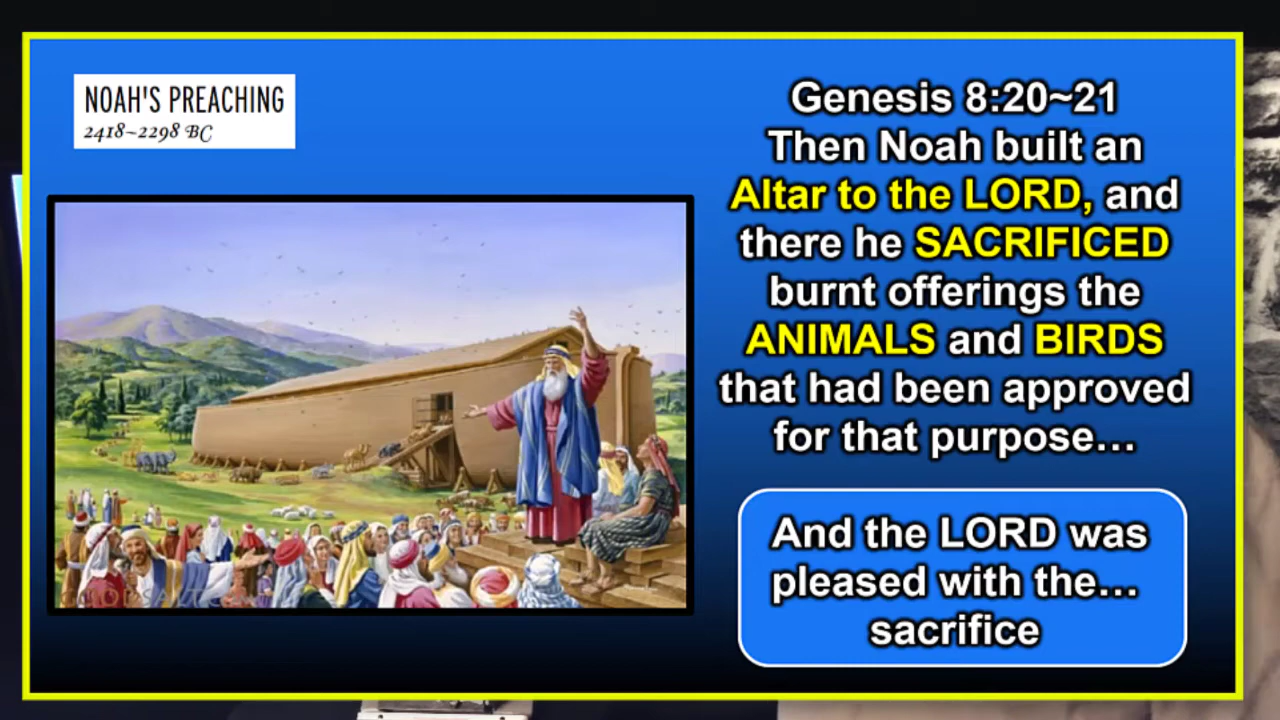 NOAH'S PREACHING
2418–2298 BC
Genesis 8:20~21
Then Noah built an
Altar to the LORD, and
there he SACRIFICED
burnt offerings the
ANIMALS and BIRDS
that had been approved
for that purpose...
And the LORD was
pleased with the...
sacrifice